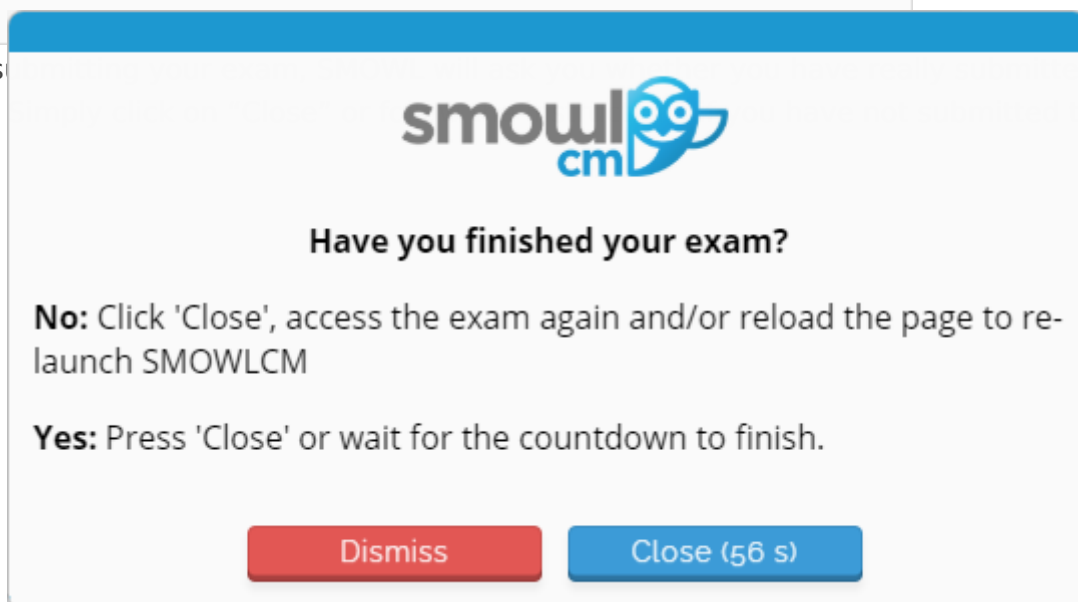 smowl
cm
Have you finished your exam?
No: Click 'Close', access the exam again and/or reload the page to re-
launch SMOWLCM
Yes: Press 'Close' or wait for the countdown to finish.
Dismiss
Close (56 s)